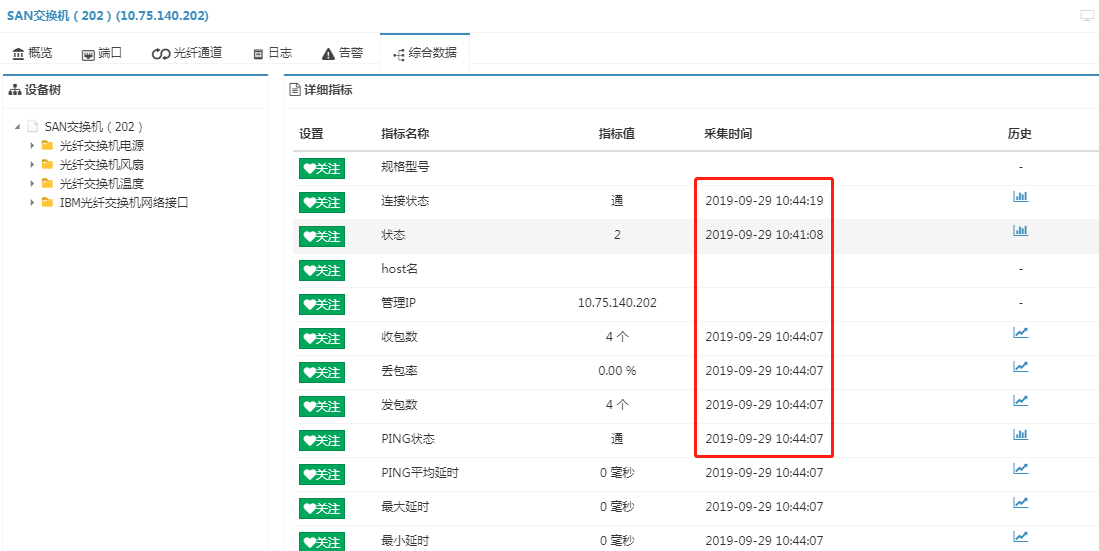 SAN交换机（202）(10.75.140.202)
概览 端口 光纤通道 日志 告警 综合数据
设备树
SAN交换机（202）
光纤交换机电源
光纤交换机风扇
光纤交换机温度
IBM光纤交换机网络接口
详细指标
设置 指标名称 指标值 采集时间 历史
关注 规格型号 -
关注 连接状态 通 2019-09-29 10:44:19
关注 状态 2 2019-09-29 10:41:08
关注 host名 -
关注 管理IP 10.75.140.202 -
关注 收包数 4 个 2019-09-29 10:44:07
关注 丢包率 0.00 % 2019-09-29 10:44:07
关注 发包数 4 个 2019-09-29 10:44:07
关注 PING状态 通 2019-09-29 10:44:07
关注 PING平均延时 0 毫秒 2019-09-29 10:44:07
关注 最大延时 0 毫秒 2019-09-29 10:44:07
关注 最小延时 0 毫秒 2019-09-29 10:44:07